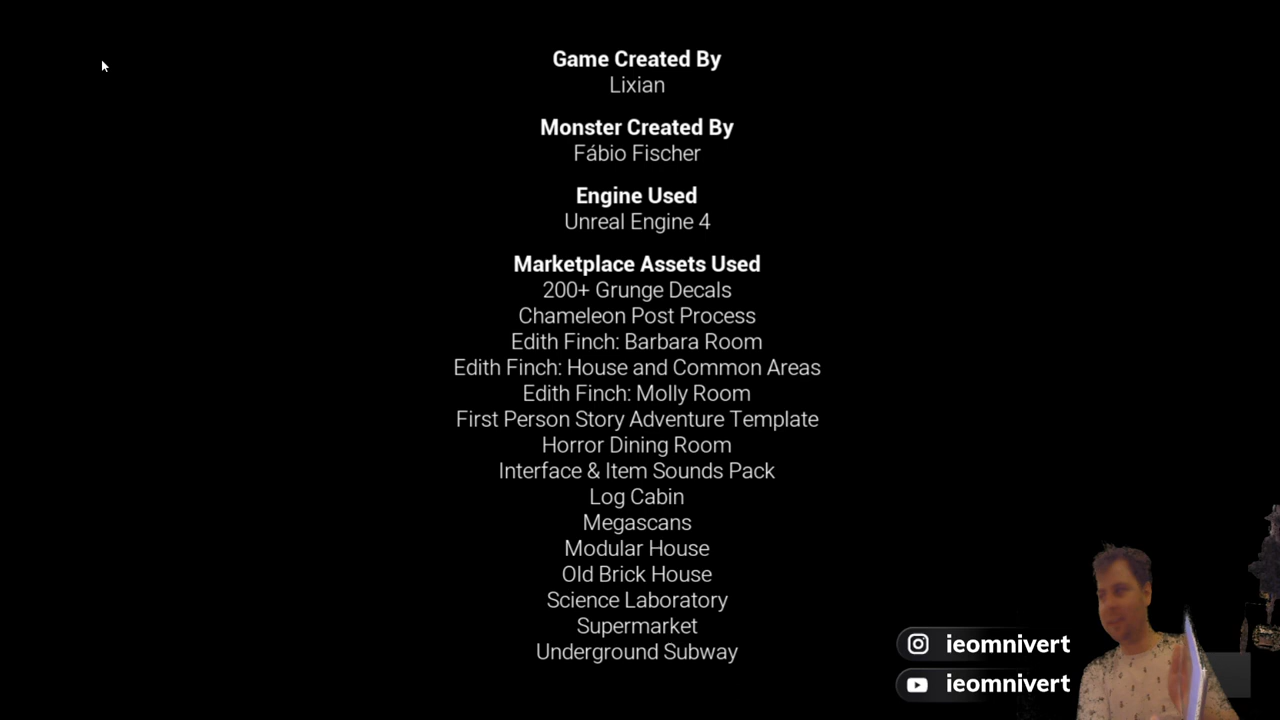 Game Created By
Lixian
Monster Created By
Fábio Fischer
Engine Used
Unreal Engine 4
Marketplace Assets Used
200+ Grunge Decals
Chameleon Post Process
Edith Finch: Barbara Room
Edith Finch: House and Common Areas
Edith Finch: Molly Room
First Person Story Adventure Template
Horror Dining Room
Interface & Item Sounds Pack
Log Cabin
Megascans
Modular House
Old Brick House
Science Laboratory
Supermarket
Underground Subway
ieomnivert
ieomnivert